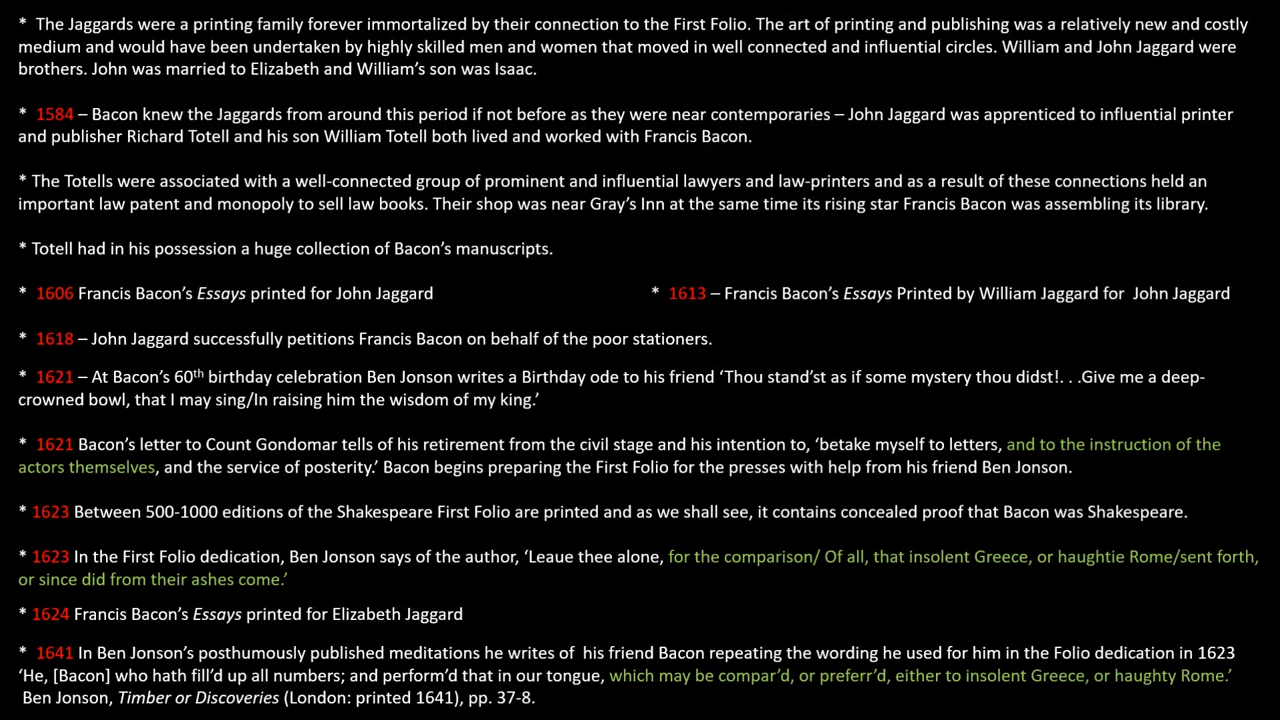 * The Jaggards were a printing family forever immortalized by their connection to the First Folio. The art of printing and publishing was a relatively new and costly
medium and would have been undertaken by highly skilled men and women that moved in well connected and influential circles. William and John Jaggard were
brothers. John was married to Elizabeth and William’s son was Isaac.
* 1584 – Bacon knew the Jaggards from around this period if not before as they were near contemporaries – John Jaggard was apprenticed to influential printer
and publisher Richard Totell and his son William Totell both lived and worked with Francis Bacon.
* The Totells were associated with a well-connected group of prominent and influential lawyers and law-printers and as a result of these connections held an
important law patent and monopoly to sell law books. Their shop was near Gray’s Inn at the same time its rising star Francis Bacon was assembling its library.
* Totell had in his possession a huge collection of Bacon’s manuscripts.
* 1606 Francis Bacon’s Essays printed for John Jaggard * 1613 – Francis Bacon’s Essays Printed by William Jaggard for John Jaggard
* 1618 – John Jaggard successfully petitions Francis Bacon on behalf of the poor stationers.
* 1621 – At Bacon’s 60th birthday celebration Ben Jonson writes a Birthday ode to his friend ‘Thou stand’st as if some mystery thou didst!. . .Give me a deep-
crowned bowl, that I may sing/In raising him the wisdom of my king.’
* 1621 Bacon’s letter to Count Gondomar tells of his retirement from the civil stage and his intention to, ‘betake myself to letters, and to the instruction of the
actors themselves, and the service of posterity.’ Bacon begins preparing the First Folio for the presses with help from his friend Ben Jonson.
* 1623 Between 500-1000 editions of the Shakespeare First Folio are printed and as we shall see, it contains concealed proof that Bacon was Shakespeare.
* 1623 In the First Folio dedication, Ben Jonson says of the author, ‘Leaue thee alone, for the comparison/ Of all, that insolent Greece, or haughtie Rome/sent forth,
or since did from their ashes come.’
* 1624 Francis Bacon’s Essays printed for Elizabeth Jaggard
* 1641 In Ben Jonson’s posthumously published meditations he writes of his friend Bacon repeating the wording he used for him in the Folio dedication in 1623
‘He, [Bacon] who hath fill’d up all numbers; and perform’d that in our tongue, which may be compar’d, or preferr’d, either to insolent Greece, or haughty Rome.’
Ben Jonson, Timber or Discoveries (London: printed 1641), pp. 37-8.